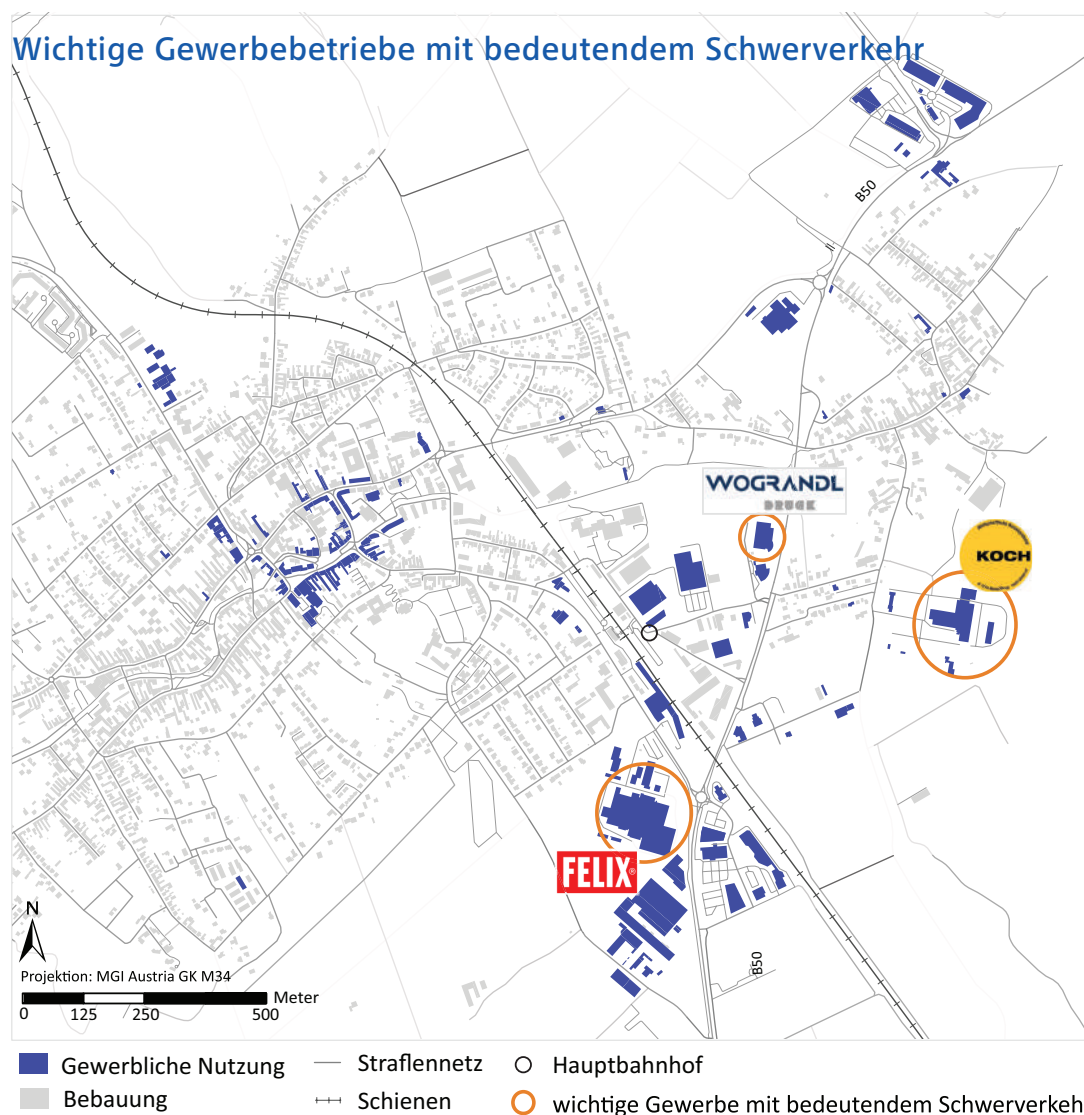 Wichtige Gewerbebetriebe mit bedeutendem Schwerverkehr
B50
WOGRANDL
DRUCK
KOCH
FELIX®
B50
N
Projektion: MGI Austria GK M34
Meter
0 125 250 500
Gewerbliche Nutzung
Straflennetz
Hauptbahnhof
Bebauung
Schienen
wichtige Gewerbe mit bedeutendem Schwerverkeh